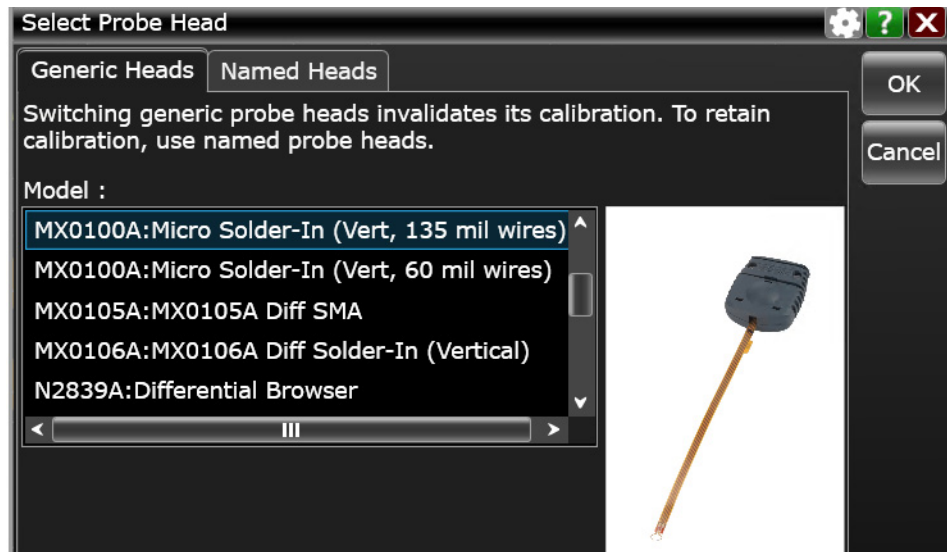 Select Probe Head
?
X
Generic Heads
Named Heads
OK
Switching generic probe heads invalidates its calibration. To retain
calibration, use named probe heads.
Cancel
Model :
MX0100A:Micro Solder-In (Vert, 135 mil wires)
MX0100A:Micro Solder-In (Vert, 60 mil wires)
MX0105A:MX0105A Diff SMA
MX0106A:MX0106A Diff Solder-In (Vertical)
N2839A:Differential Browser